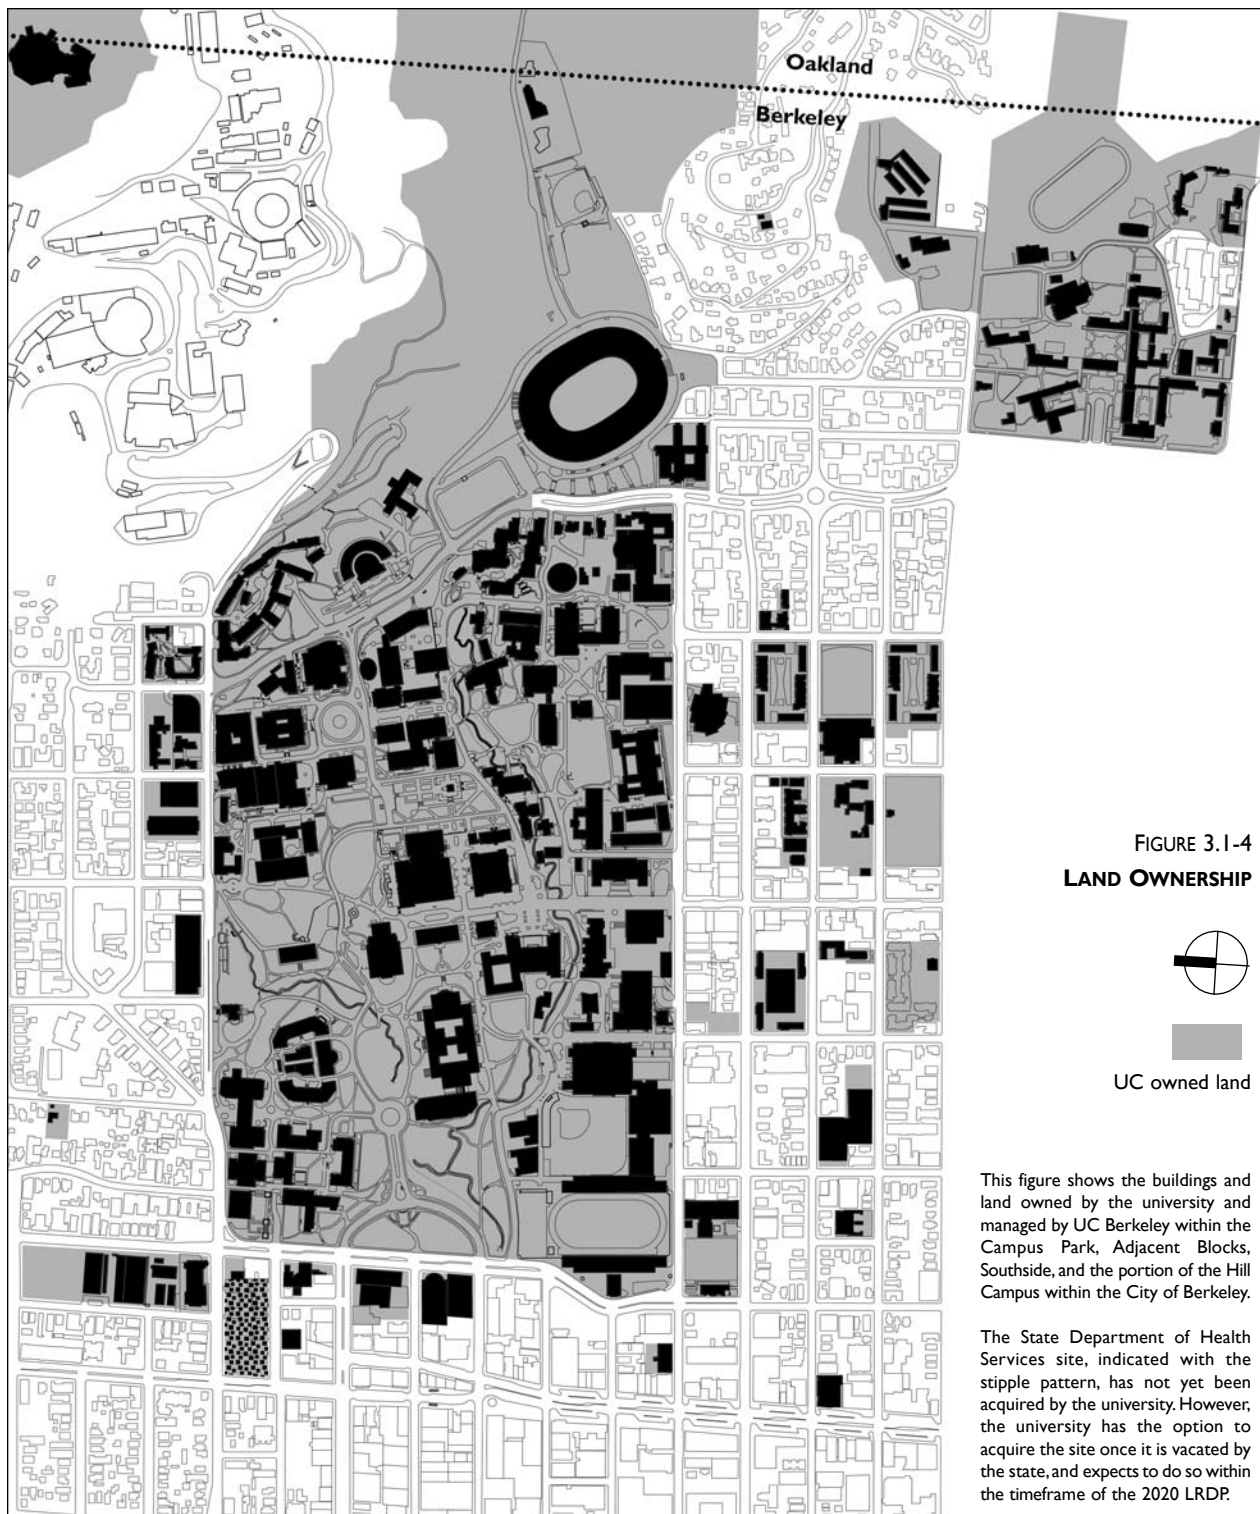 Oakland
Berkeley
FIGURE 3.1-4
LAND OWNERSHIP
UC owned land
This figure shows the buildings and
land owned by the university and
managed by UC Berkeley within the
Campus Park, Adjacent Blocks,
Southside, and the portion of the Hill
Campus within the City of Berkeley.
The State Department of Health
Services site, indicated with the
stipple pattern, has not yet been
acquired by the university. However,
the university has the option to
acquire the site once it is vacated by
the state, and expects to do so within
the timeframe of the 2020 LRDP.